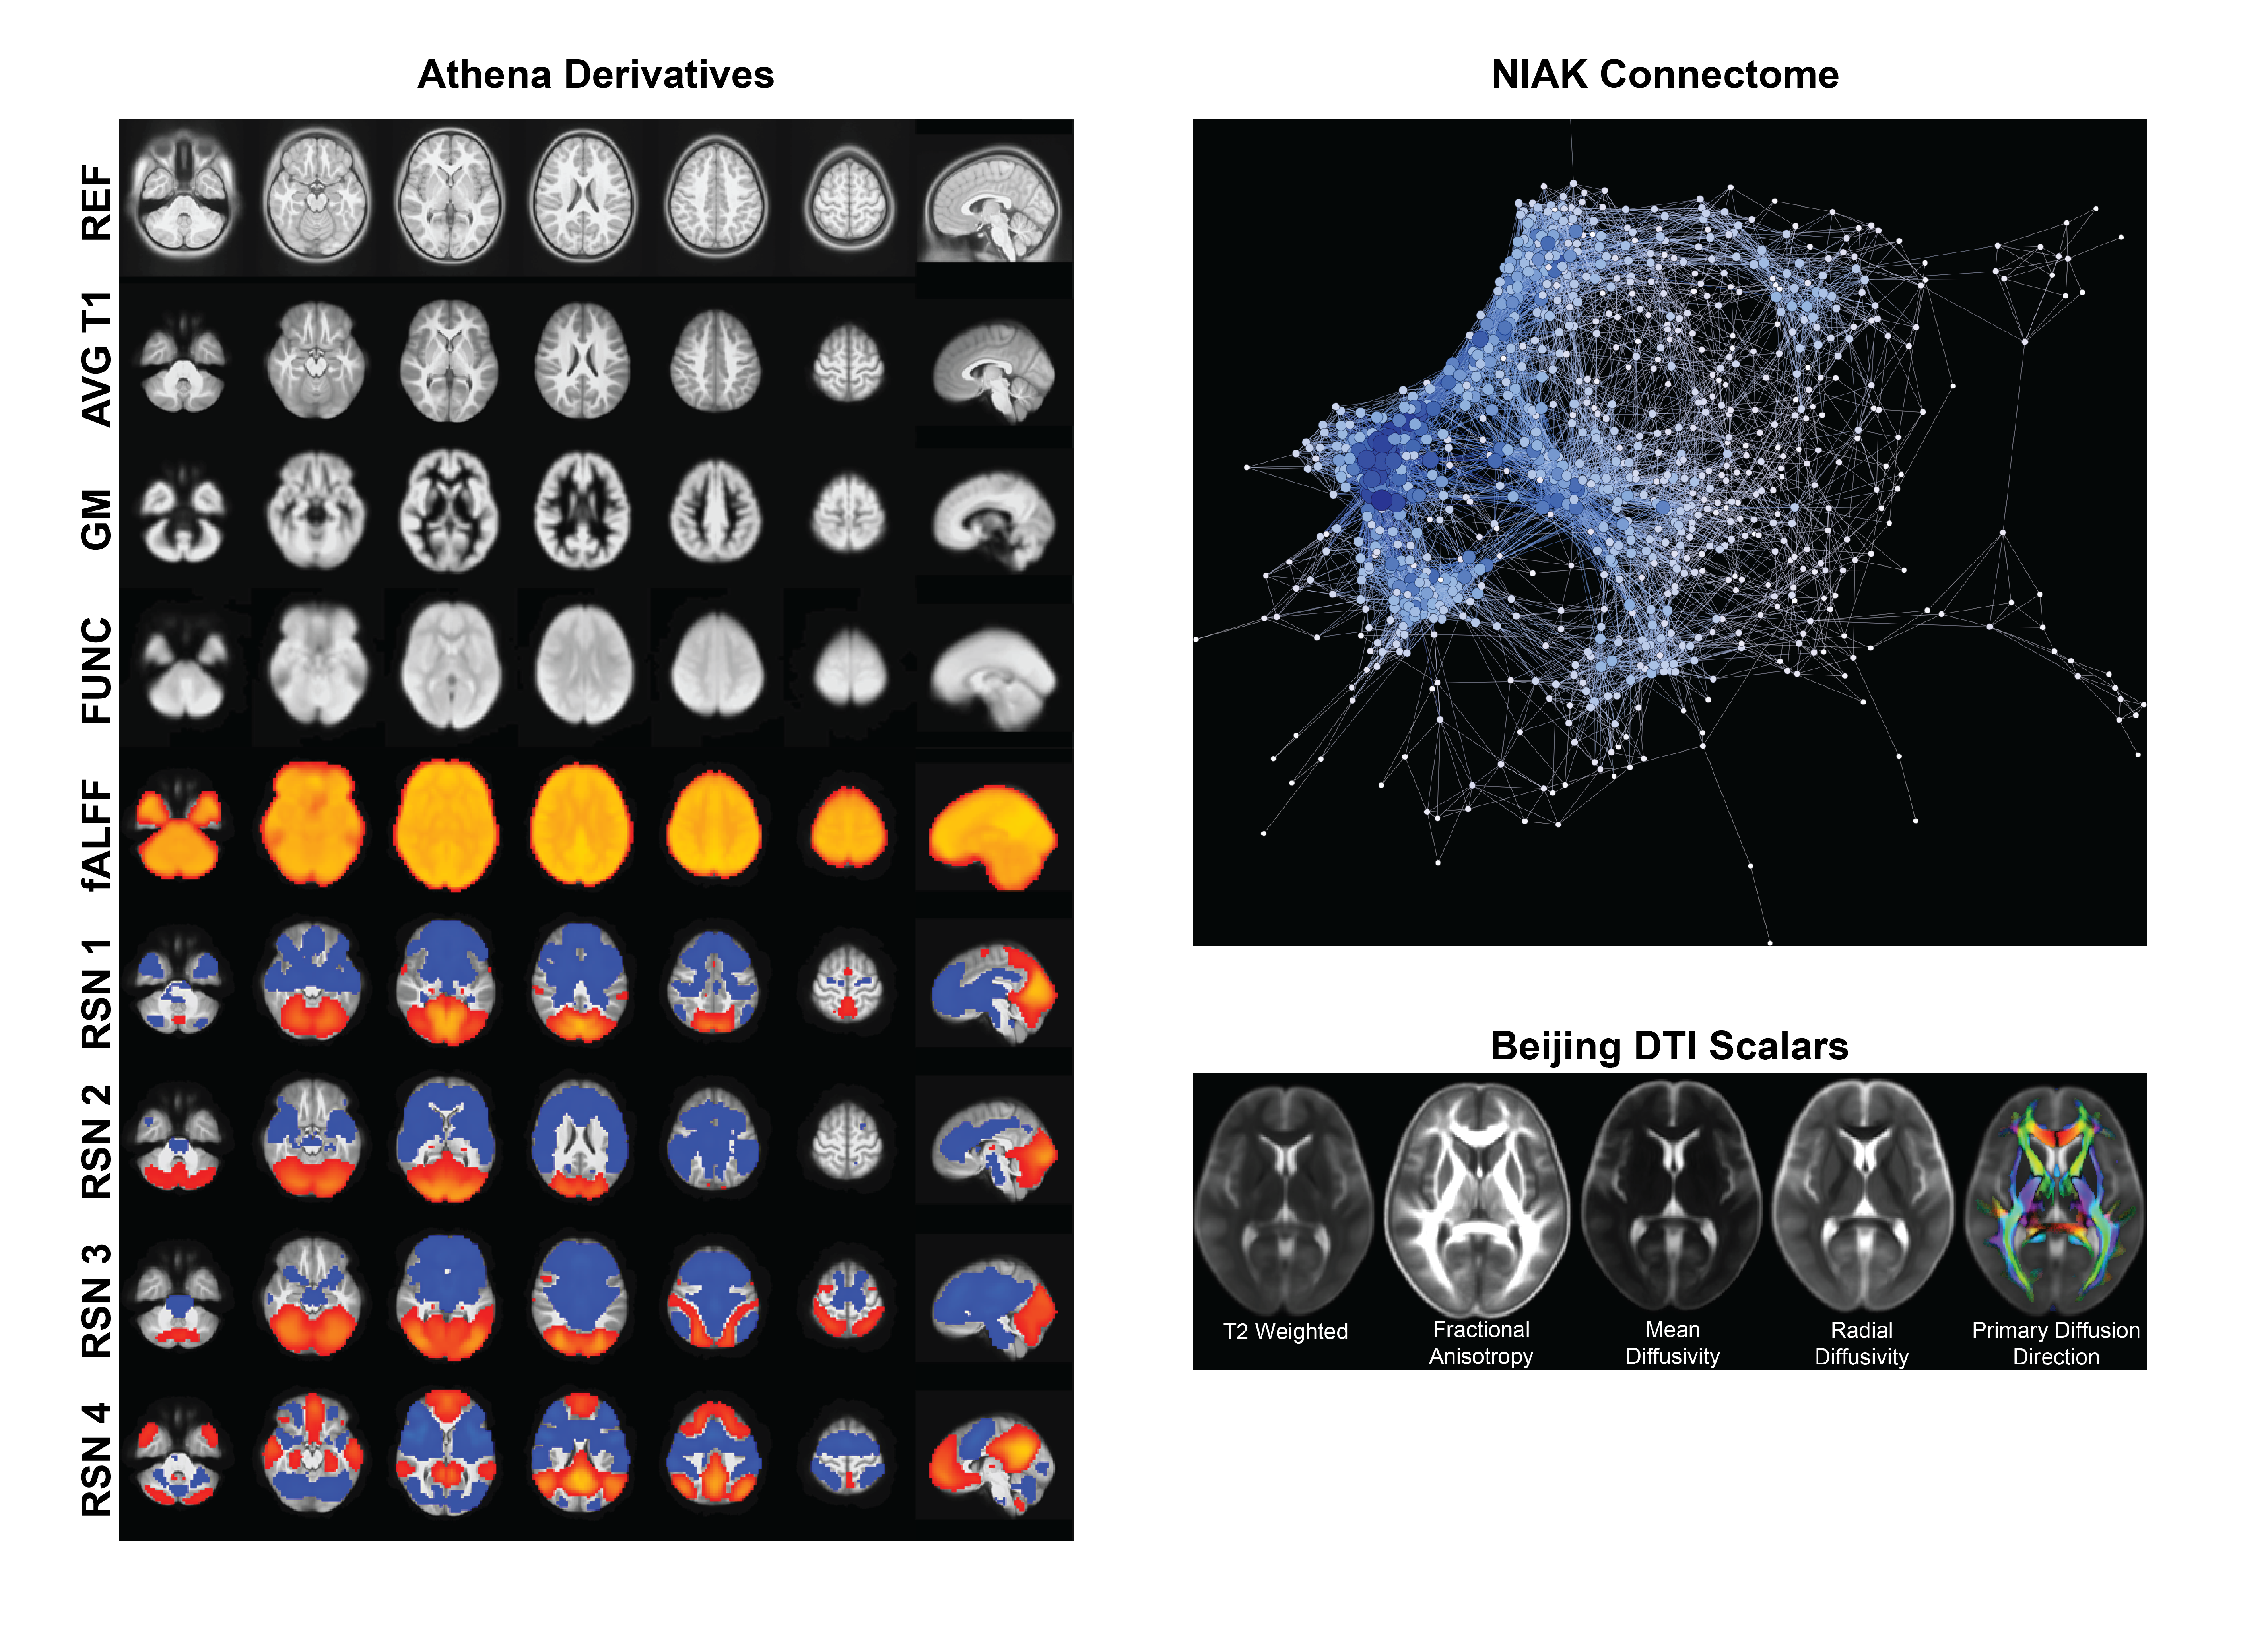 Athena Derivatives
REF
AVG T1
GM
FUNC
fALFF
RSN 1
RSN 2
RSN 3
RSN 4
NIAK Connectome
Beijing DTI Scalars
T2 Weighted
Fractional
Anisotropy
Mean
Diffusivity
Radial
Diffusivity
Primary Diffusion
Direction